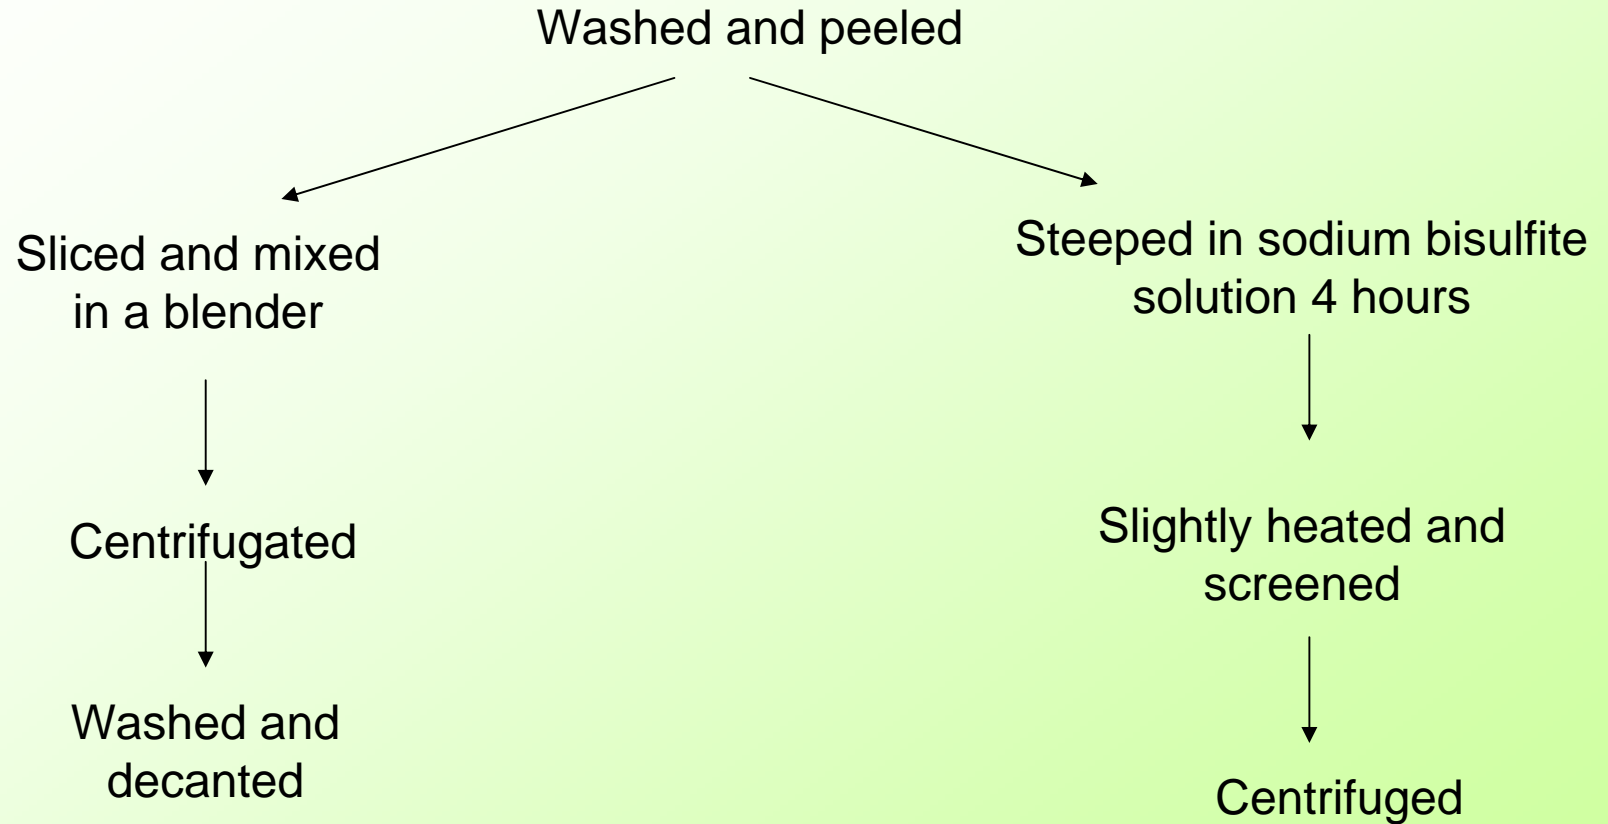 Washed and peeled
Sliced and mixed
in a blender
Centrifugated
Washed and
decanted
Steeped in sodium bisulfite
solution 4 hours
Slightly heated and
screened
Centrifuged